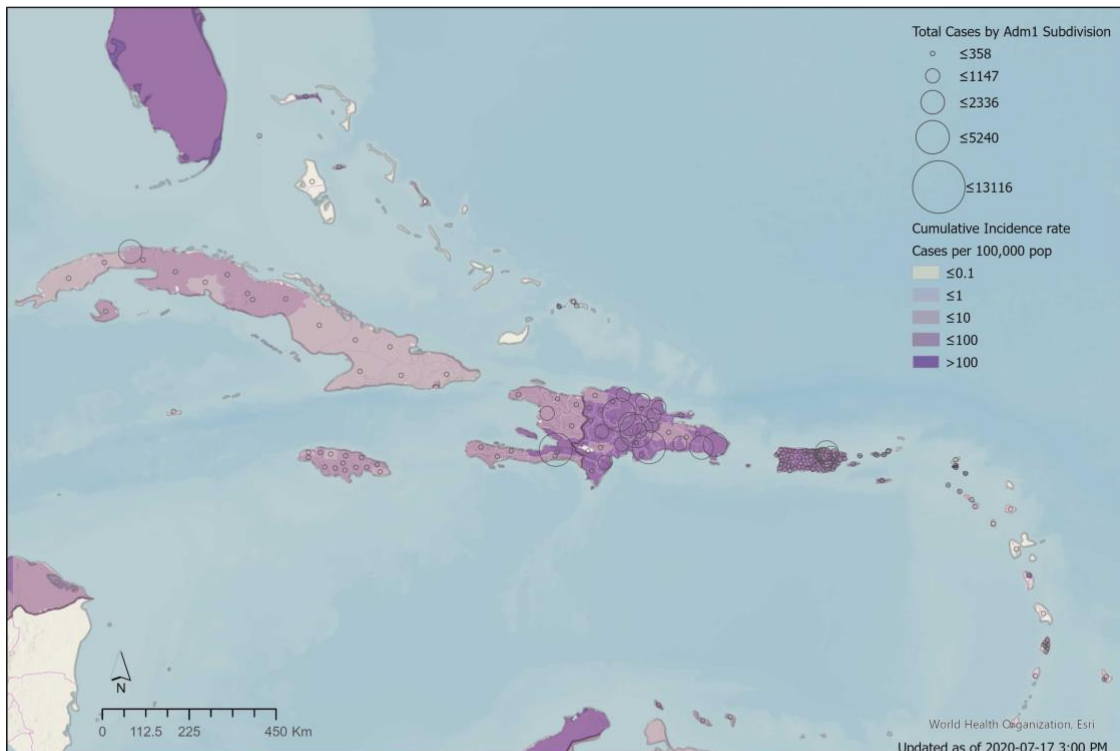 Total Cases by Adm1 Subdivision
≤358
≤1147
≤2336
≤5240
≤13116
Cumulative Incidence rate
Cases per 100,000 pop
≤0.1
≤1
≤10
≤100
>100
N
0 112.5 225 450 Km
World Health Organization, Esri
Updated as of 2020-07-17 3:00 PM